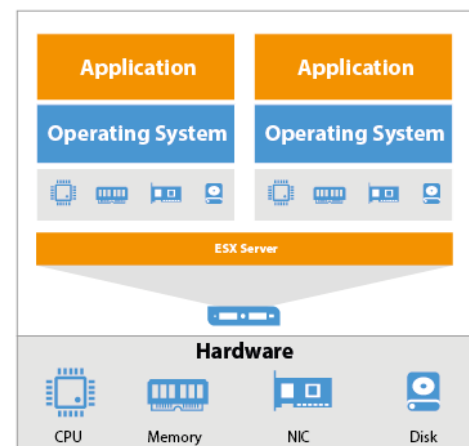 Application
Application
Operating System
Operating System
ESX Server
Hardware
CPU
Memory
NIC
Disk